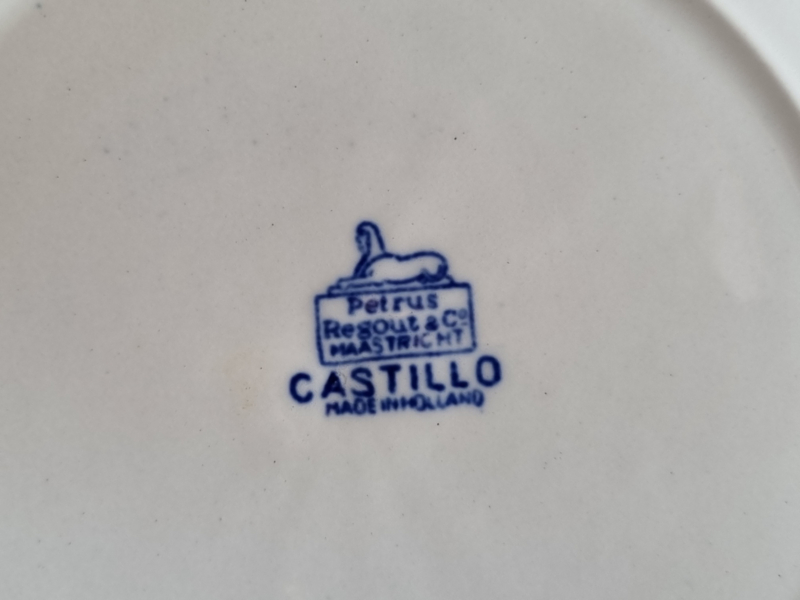 Petrus
Regout & Co
MAASTRICHT
CASTILLO
MADE IN HOLLAND